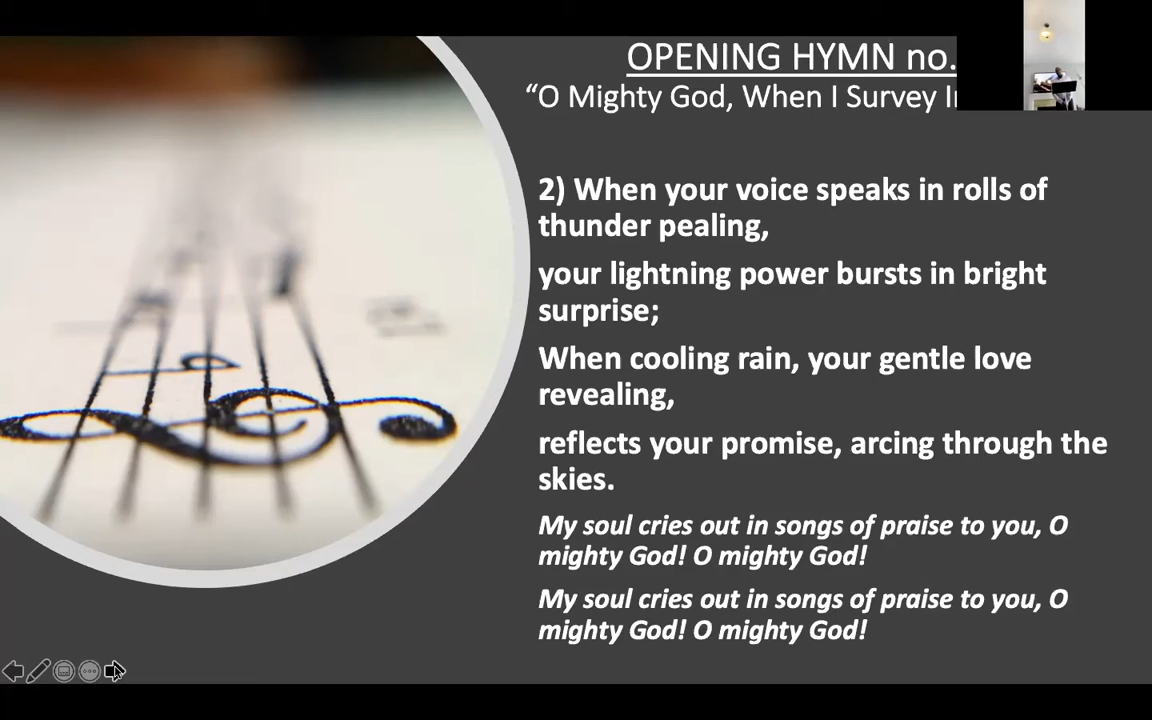 OPENING HYMN no.
“O Mighty God, When I Survey
2) When your voice speaks in rolls of
thunder pealing,
your lightning power bursts in bright
surprise;
When cooling rain, your gentle love
revealing,
reflects your promise, arcing through the
skies.
My soul cries out in songs of praise to you, O
mighty God! O mighty God!
My soul cries out in songs of praise to you, O
mighty God! O mighty God!